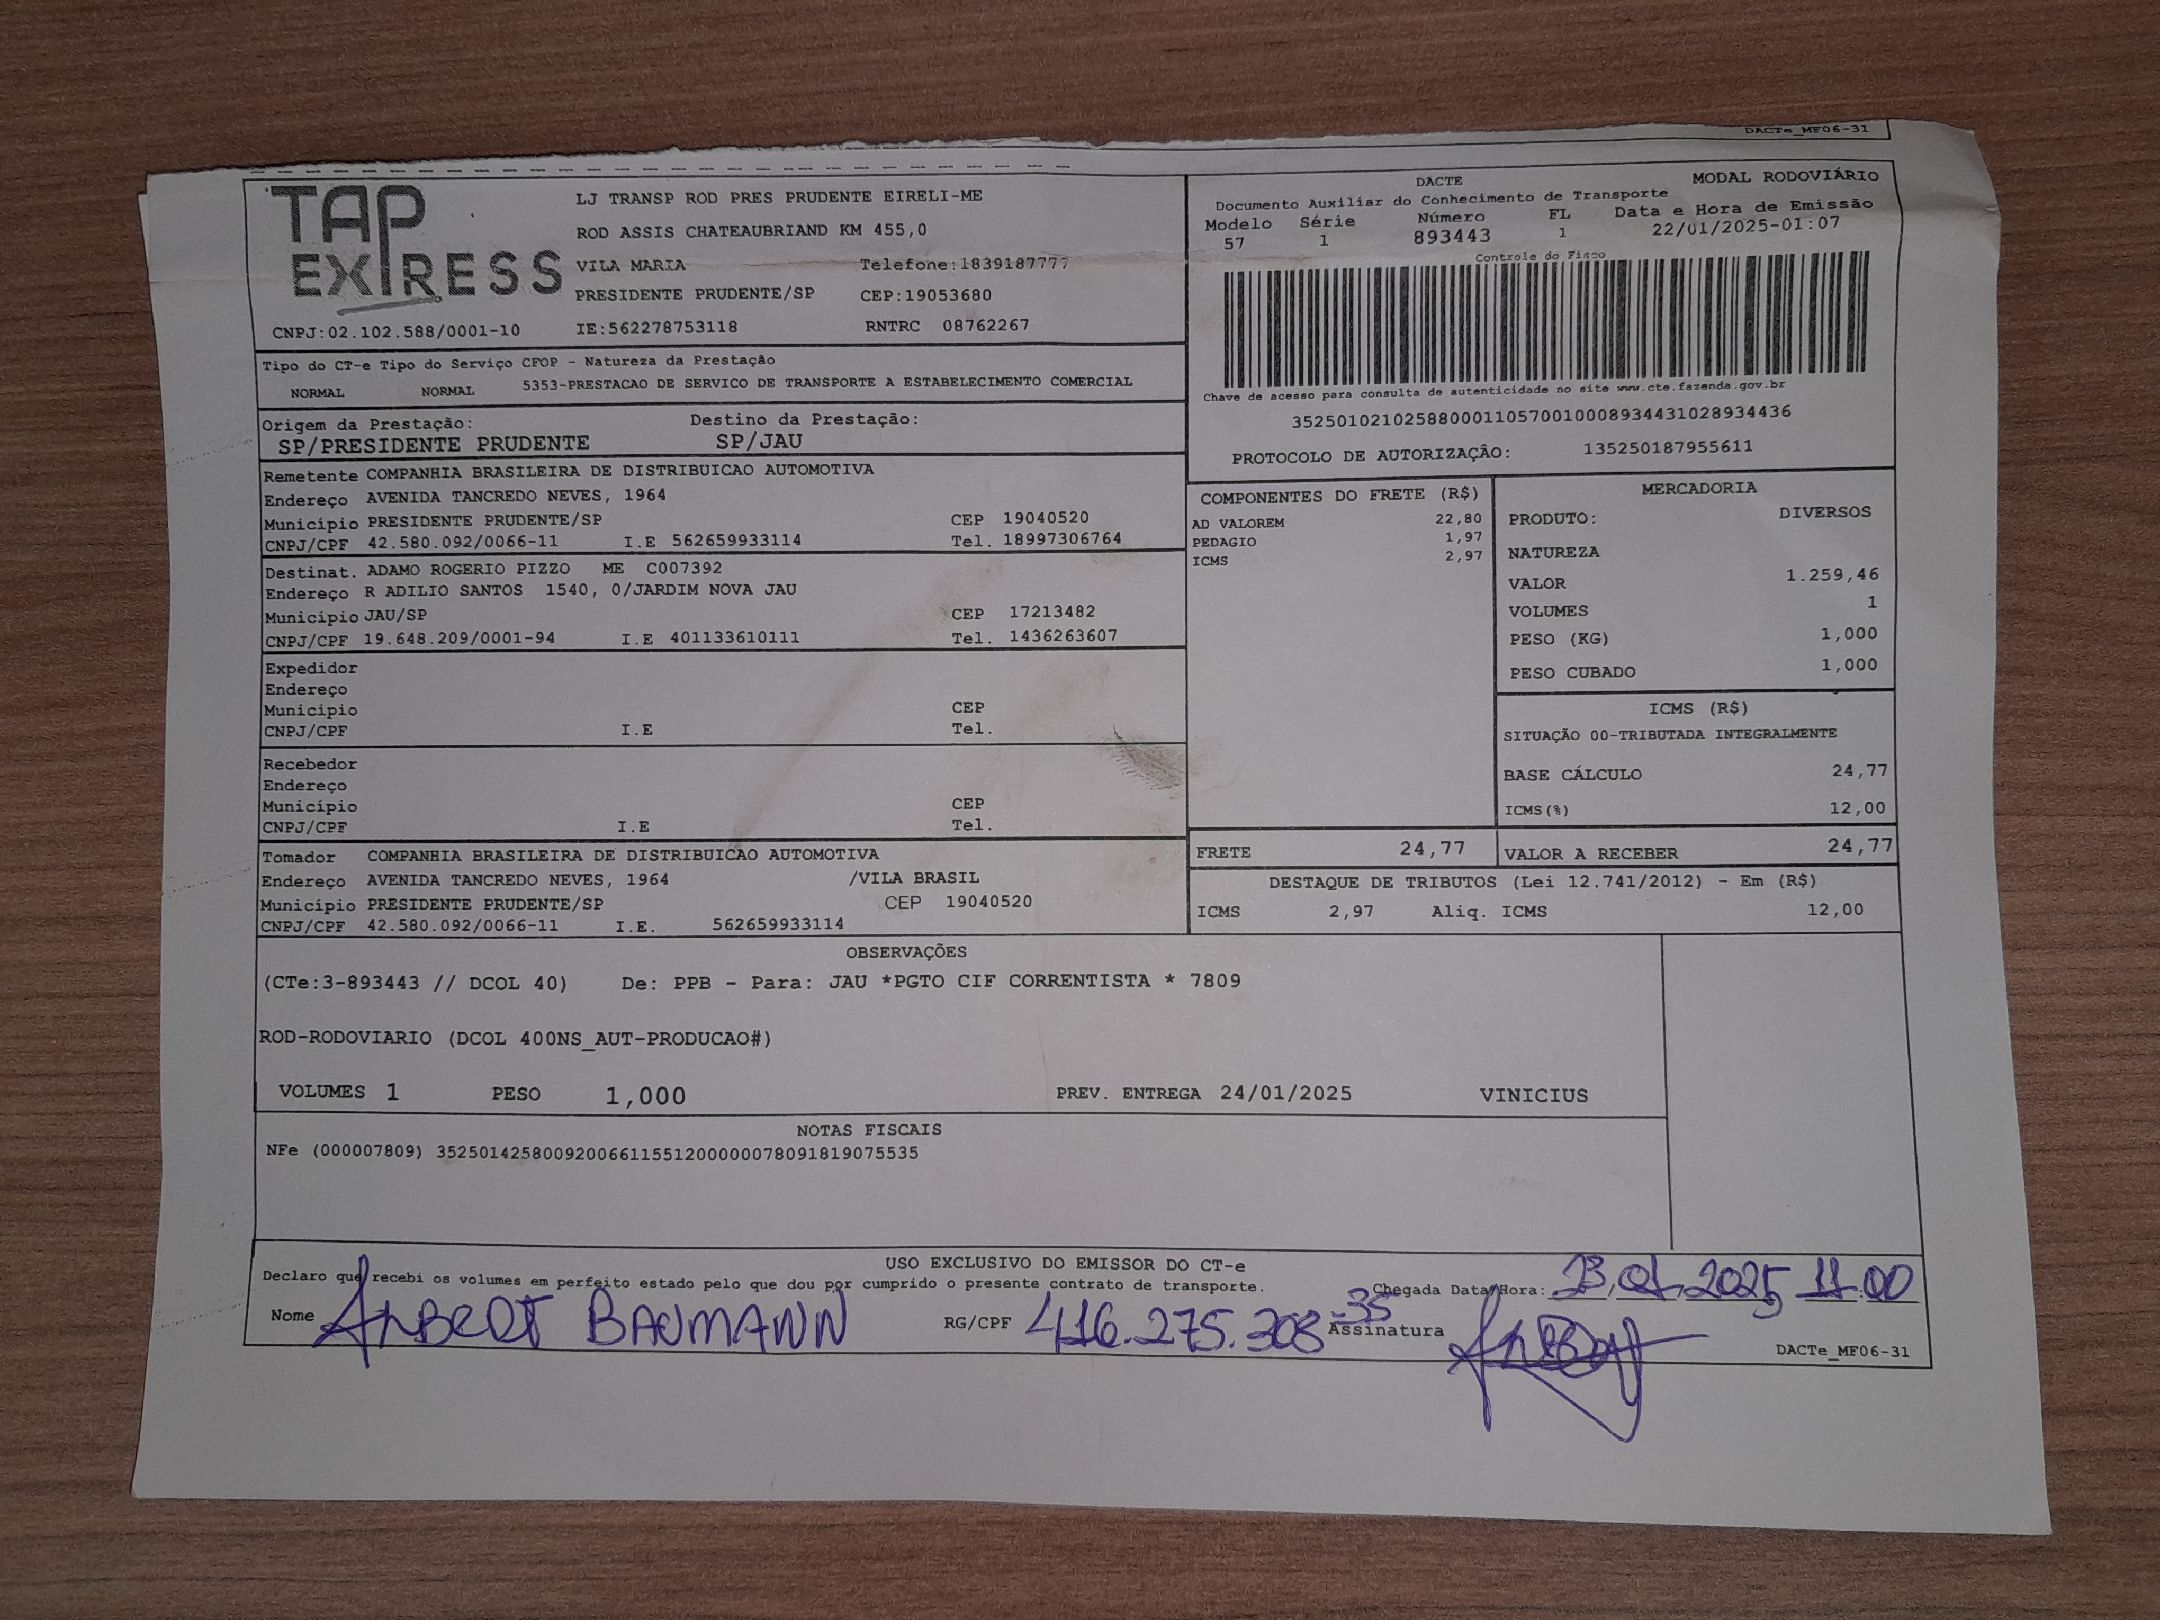 DACTe_MF06-31
TAP
EXPRESS
LJ TRANSP ROD PRES PRUDENTE EIRELI-ME
ROD ASSIS CHATEAUBRIAND KM 455,0
VILA MARIA Telefone:1839187777
PRESIDENTE PRUDENTE/SP CEP:19053680
CNPJ:02.102.588/0001-10 IE:562278753118 RNTRC 08762267
DACTE MODAL RODOVIÁRIO
Documento Auxiliar do Conhecimento de Transporte
Modelo Série Número FL Data e Hora de Emissão
57 1 893443 1 22/01/2025-01:07
Controle do Fisco
Chave de acesso para consulta de autenticidade no site www.cte.fazenda.gov.br
35250102102588000110570010008934431028934436
PROTOCOLO DE AUTORIZAÇÂO: 135250187955611
Tipo do CT-e Tipo do Serviço CFOP - Natureza da Prestação
NORMAL NORMAL 5353-PRESTACAO DE SERVICO DE TRANSPORTE A ESTABELECIMENTO COMERCIAL
Origem da Prestação: Destino da Prestação:
SP/PRESIDENTE PRUDENTE SP/JAU
Remetente COMPANHIA BRASILEIRA DE DISTRIBUICAO AUTOMOTIVA
Endereço AVENIDA TANCREDO NEVES, 1964
Município PRESIDENTE PRUDENTE/SP CEP 19040520
CNPJ/CPF 42.580.092/0066-11 I.E 562659933114 Tel. 18997306764
Destinat. ADAMO ROGERIO PIZZO ME C007392
Endereço R ADILIO SANTOS 1540, 0/JARDIM NOVA JAU
Município JAU/SP CEP 17213482
CNPJ/CPF 19.648.209/0001-94 I.E 401133610111 Tel. 1436263607
Expedidor
Endereço
Município CEP
CNPJ/CPF I.E Tel.
Recebedor
Endereço
Município CEP
CNPJ/CPF I.E Tel.
Tomador COMPANHIA BRASILEIRA DE DISTRIBUICAO AUTOMOTIVA
Endereço AVENIDA TANCREDO NEVES, 1964 /VILA BRASIL
Município PRESIDENTE PRUDENTE/SP CEP 19040520
CNPJ/CPF 42.580.092/0066-11 I.E. 562659933114
COMPONENTES DO FRETE (R$)
AD VALOREM 22,80
PEDAGIO 1,97
ICMS 2,97
MERCADORIA
PRODUTO: DIVERSOS
NATUREZA
VALOR 1.259,46
VOLUMES 1
PESO (KG) 1,000
PESO CUBADO 1,000
ICMS (R$)
SITUAÇÃO 00-TRIBUTADA INTEGRALMENTE
BASE CÁLCULO 24,77
ICMS(%) 12,00
FRETE 24,77 VALOR A RECEBER 24,77
DESTAQUE DE TRIBUTOS (Lei 12.741/2012) - Em (R$)
ICMS 2,97 Aliq. ICMS 12,00
OBSERVAÇÕES
(CTe:3-893443 // DCOL 40) De: PPB - Para: JAU *PGTO CIF CORRENTISTA * 7809
ROD-RODOVIARIO (DCOL 400NS_AUT-PRODUCAO#)
VOLUMES 1 PESO 1,000 PREV. ENTREGA 24/01/2025 VINICIUS
NOTAS FISCAIS
NFe (000007809) 35250142580092006611551200000078091819075535
USO EXCLUSIVO DO EMISSOR DO CT-e
Declaro que recebi os volumes em perfeito estado pelo que dou por cumprido o presente contrato de transporte. Chegada Data/Hora: 23.01.2025 11:00
Nome ALBERT BAUMANN RG/CPF 416.275.308-35 Assinatura
DACTe_MF06-31